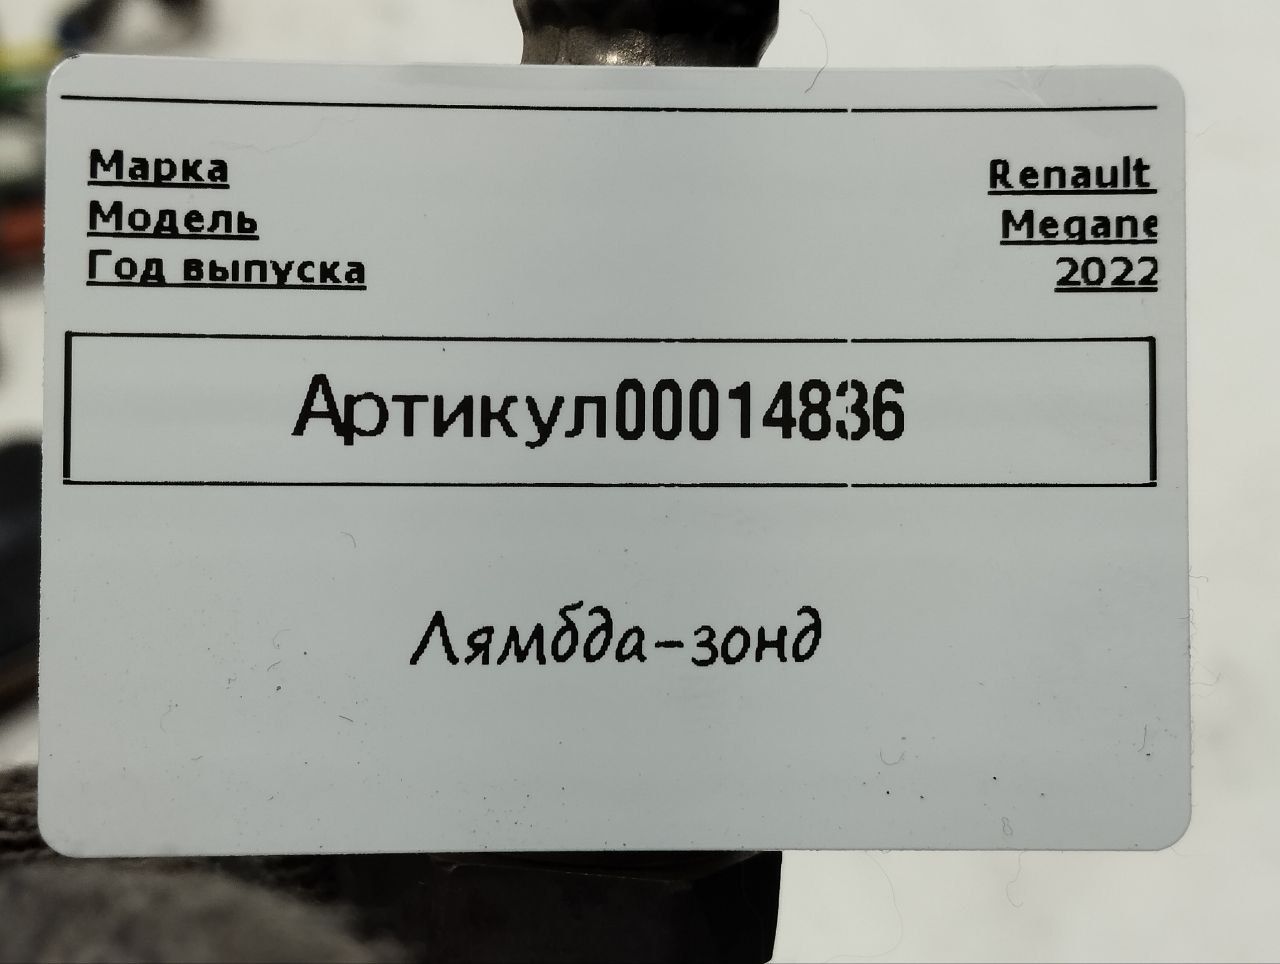 Марка Renault
Модель Megane
Год выпуска 2022
Артикул00014836
Лямбда-зонд